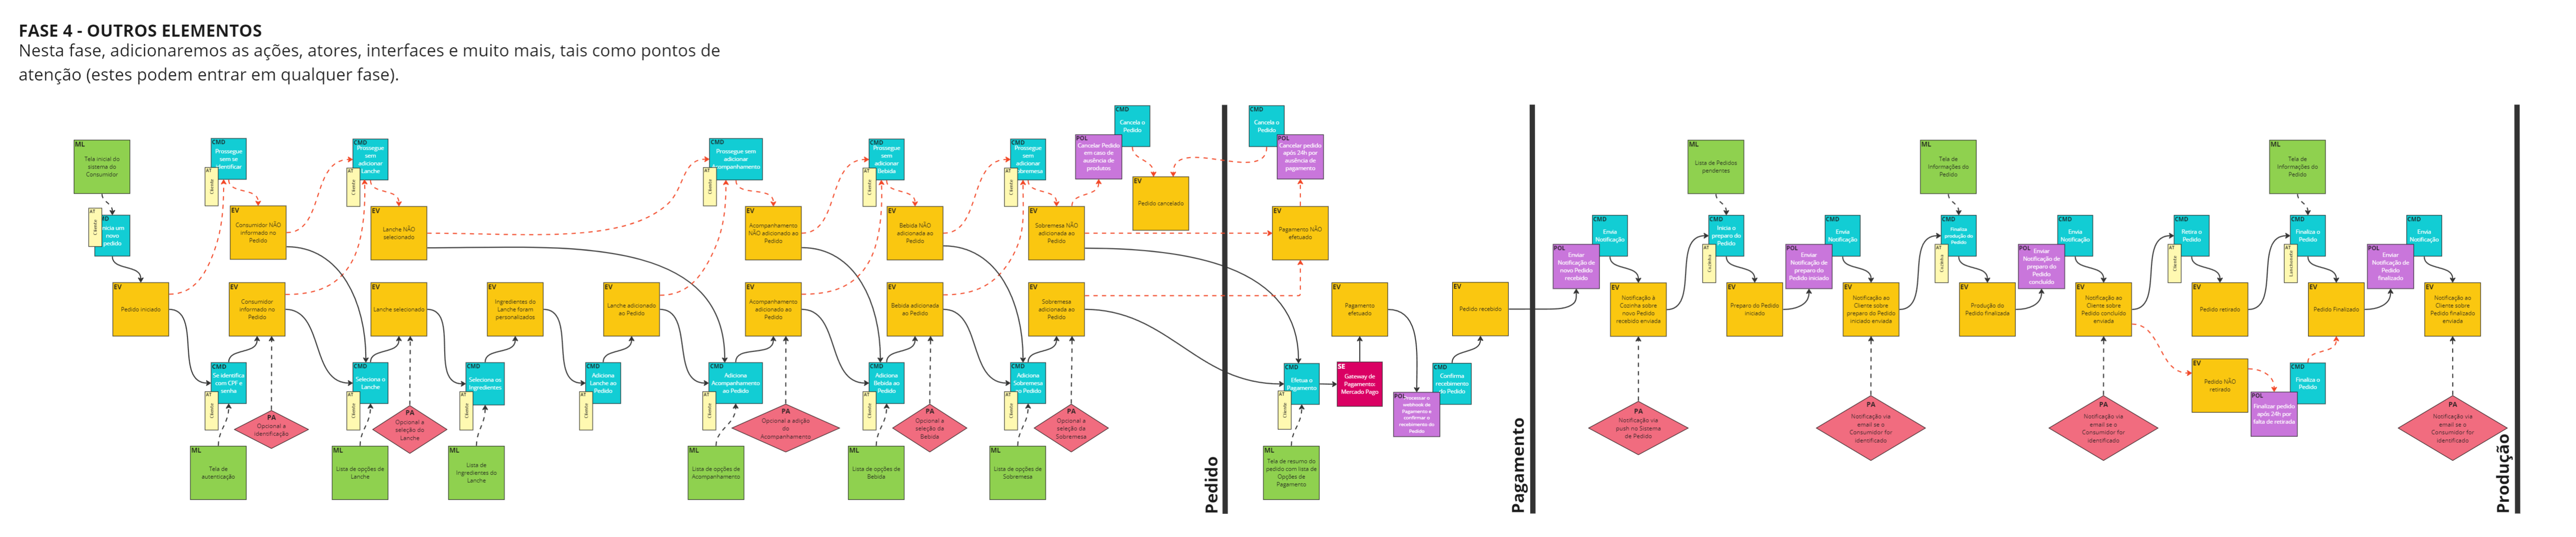 FASE 4 - OUTROS ELEMENTOS
Nesta fase, adicionaremos as ações, atores, interfaces e muito mais, tais como pontos de
atenção (estes podem entrar em qualquer fase).
ML
Tela inicial do
sistema do
Consumidor
AT
Cliente
novo
pedido
EV
Pedido iniciado
CMD
Prossegue
sem se
AT
Cliente
EV
Consumidor NÃO
informado no
Pedido
EV
Consumidor
informado no
Pedido
CMD
Se identifica
com CPF e
AT
Cliente
PA
Opcional a
identificação
ML
Tela de
autenticação
CMD
Prossegue
sem
adicionar
Lanche
AT
Cliente
EV
Lanche NÃO
selecionado
EV
Lanche selecionado
CMD
Seleciona o
Lanche
AT
Cliente
PA
Opcional a
seleção do
Lanche
ML
Lista de opções de
Lanche
EV
Ingredientes do
Lanche foram
personalizados
CMD
Seleciona os
Ingredientes
AT
Cliente
ML
Lista de
Ingredientes do
Lanche
EV
Lanche adicionado
ao Pedido
CMD
Adiciona
Lanche ao
Pedido
AT
Cliente
CMD
Prossegue sem
adicionar
AT
Cliente
EV
Acompanhamento
NÃO adicionado ao
Pedido
EV
Acompanhamento
adicionado ao
Pedido
CMD
Adiciona
Acompanhamento
ao Pedido
AT
Cliente
PA
Opcional a adição
do
Acompanhamento
ML
Lista de opções de
Acompanhamento
CMD
Prossegue
sem
adicionar
Bebida
AT
Cliente
EV
Bebida NÃO
adicionada ao
Pedido
EV
Bebida adicionada
ao Pedido
CMD
Adiciona
Bebida ao
Pedido
AT
Cliente
PA
Opcional a
seleção da
Bebida
ML
Lista de opções de
Bebida
CMD
Prossegue
sem
adicionar
AT
Cliente
EV
Sobremesa NÃO
adicionada ao
Pedido
EV
Sobremesa
adicionada ao
Pedido
CMD
Adiciona
Sobremesa
Pedido
AT
Cliente
PA
Opcional a
seleção da
Sobremesa
ML
Lista de opções de
Sobremesa
CMD
Cancela o
Pedido
POL
Cancelar Pedido
em caso de
ausência de
produtos
EV
Pedido cancelado
Pedido
CMD
Cancela o
Pedido
POL
Cancelar pedido
após 24h por
ausência de
pagamento
EV
Pagamento NÃO
efetuado
EV
Pagamento
efetuado
CMD
Efetua o
Pagamento
AT
Cliente
ML
Tela de resumo do
pedido com lista de
Opções de
Pagamento
SE
Gateway de
Pagamento:
Mercado Pago
POL
webhook de
Pagamento e
confirmar o
recebimento do
Pedido
CMD
Confirma
recebimento
do Pedido
EV
Pedido recebido
Pagamento
CMD
Envia
Notificação
POL
Enviar
Notificação de
novo Pedido
recebido
EV
Notificação à
Cozinha sobre
novo Pedido
recebido enviada
PA
Notificação via
push no Sistema
de Pedido
ML
Lista de Pedidos
pendentes
CMD
Inicia o
preparo do
Pedido
AT
Cozinha
EV
Preparo do Pedido
iniciado
CMD
Envia
Notificação
POL
Enviar
Notificação de
preparo do
Pedido iniciado
EV
Notificação ao
Cliente sobre
preparo do Pedido
iniciado enviada
PA
Notificação via
email se o
Consumidor for
identificado
ML
Tela de
Informações do
Pedido
CMD
Finaliza
produção do
Pedido
AT
Cozinha
EV
Produção do
Pedido finalizada
CMD
Envia
Notificação
POL
Enviar
Notificação de
preparo do
Pedido
concluído
EV
Notificação ao
Cliente sobre
Pedido concluído
enviada
PA
Notificação via
email se o
Consumidor for
identificado
CMD
Retira o
Pedido
AT
Cliente
EV
Pedido retirado
EV
Pedido NÃO
retirado
POL
Finalizar pedido
após 24h por
falta de retirada
CMD
Finaliza o
Pedido
ML
Tela de
Informações do
Pedido
CMD
Finaliza o
Pedido
AT
Lanchonete
EV
Pedido Finalizado
CMD
Envia
Notificação
POL
Enviar
Notificação de
Pedido
finalizado
EV
Notificação ao
Cliente sobre
Pedido finalizado
enviada
PA
Notificação via
email se o
Consumidor for
identificado
Produção